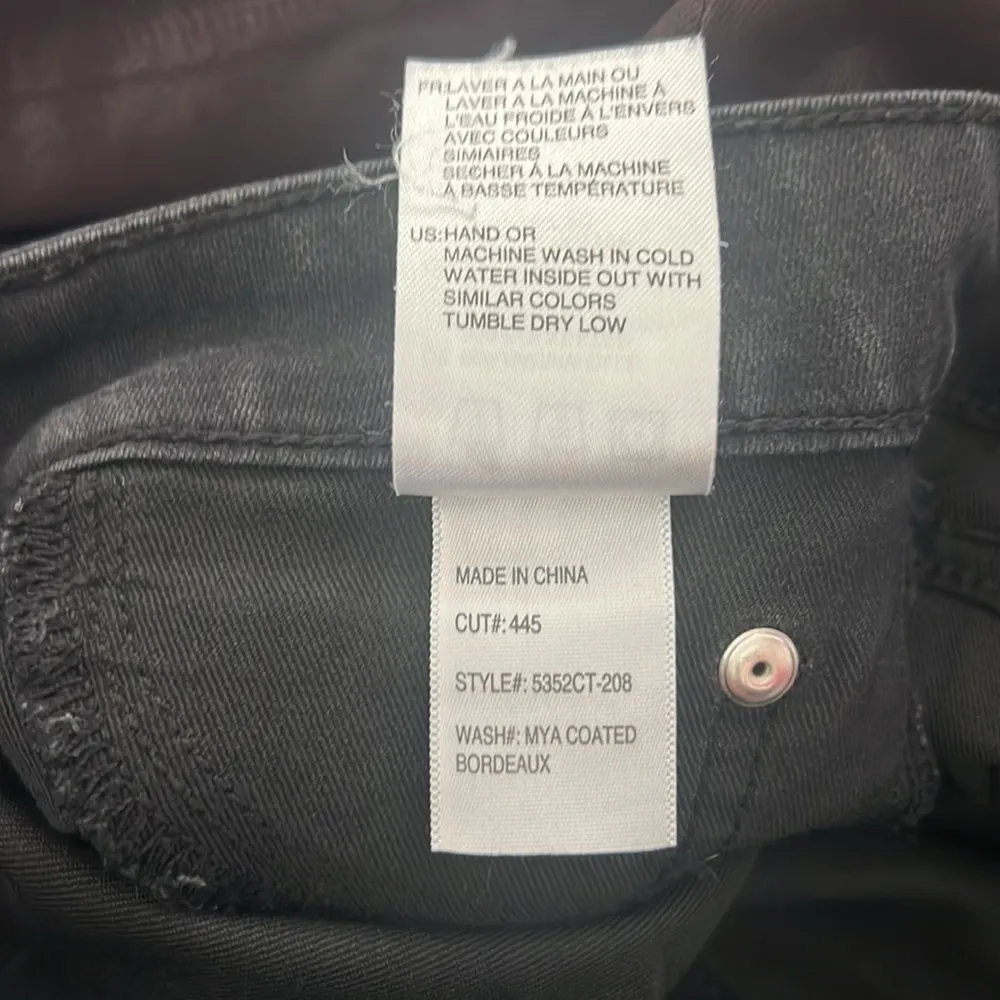 FR:LAVER A LA MAIN OU
LAVER A LA MACHINE À
L'EAU FROIDE À L'ENVERS
AVEC COULEURS
SIMIAIRES
SECHER À LA MACHINE
À BASSE TEMPÉRATURE
US:HAND OR
MACHINE WASH IN COLD
WATER INSIDE OUT WITH
SIMILAR COLORS
TUMBLE DRY LOW
MADE IN CHINA
CUT#: 445
STYLE#: 5352CT-208
WASH#: MYA COATED
BORDEAUX